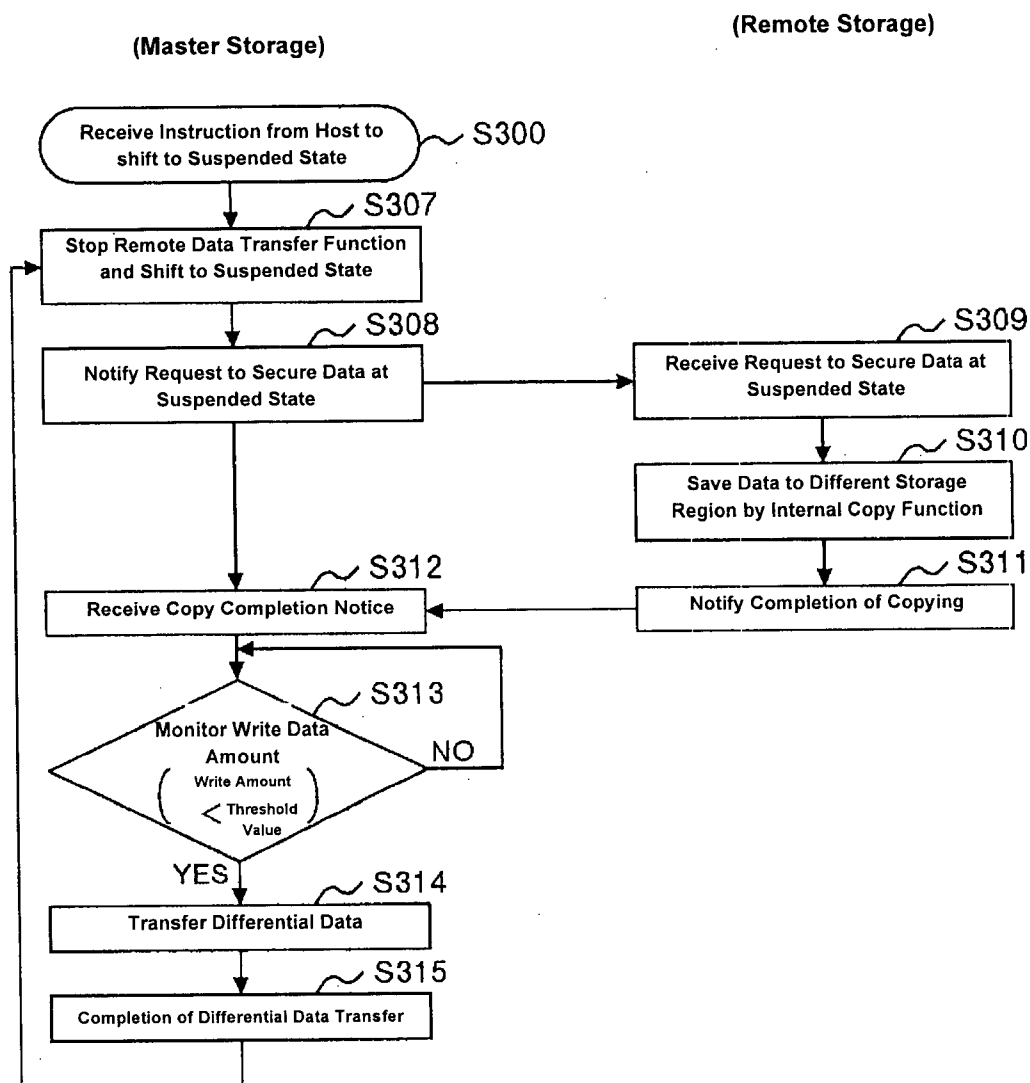 (Master Storage)
(Remote Storage)
Receive Instruction from Host to
shift to Suspended State
S300
S307
Stop Remote Data Transfer Function
and Shift to Suspended State
S308
Notify Request to Secure Data at
Suspended State
S309
Receive Request to Secure Data at
Suspended State
S310
Save Data to Different Storage
Region by Internal Copy Function
S311
Notify Completion of Copying
S312
Receive Copy Completion Notice
S313
Monitor Write Data
Amount
( Write Amount
< Threshold
Value )
NO
YES
S314
Transfer Differential Data
S315
Completion of Differential Data Transfer